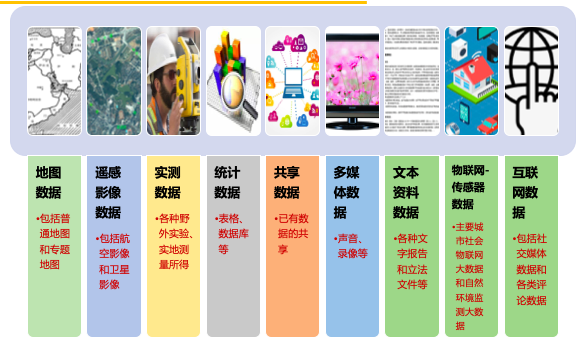 地图
数据
•包括普
通地图
和专题
地图
遥感
影像
数据
•包括航
空影像
和卫星
影像
实测
数据
•各种野
外实验、
实地测
量所得
统计
数据
•表格、
数据库
等
共享
数据
•已有数
据的共
享
多媒
体数
据
•声音、
录像等
文本
资料
数据
•各种文
字报告
和立法
文件等
物联网-
传感器
数据
•主要城
市社会
物联网
大数据
和自然
环境监
测大数
据
互联
网数
据
•包括社
交媒体
数据和
各类评
论数据